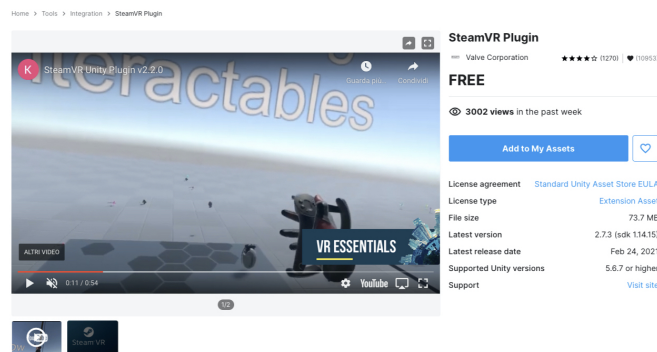 Home > Tools > Integration > SteamVR Plugin
SteamVR Plugin
Valve Corporation
(1270)
(10953
FREE
3002 views in the past week
Add to My Assets
License agreement Standard Unity Asset Store EULA
License type Extension Asset
File size 73.7 MB
Latest version 2.7.3 (sdk 1.14.15)
Latest release date Feb 24, 2021
Supported Unity versions 5.6.7 or higher
Support Visit site
K SteamVR Unity Plugin v2.2.0
Guarda più... Condividi
teractables
VR ESSENTIALS
ALTRI VIDEO
0:11 / 0:54
YouTube
1/2
Steam VR